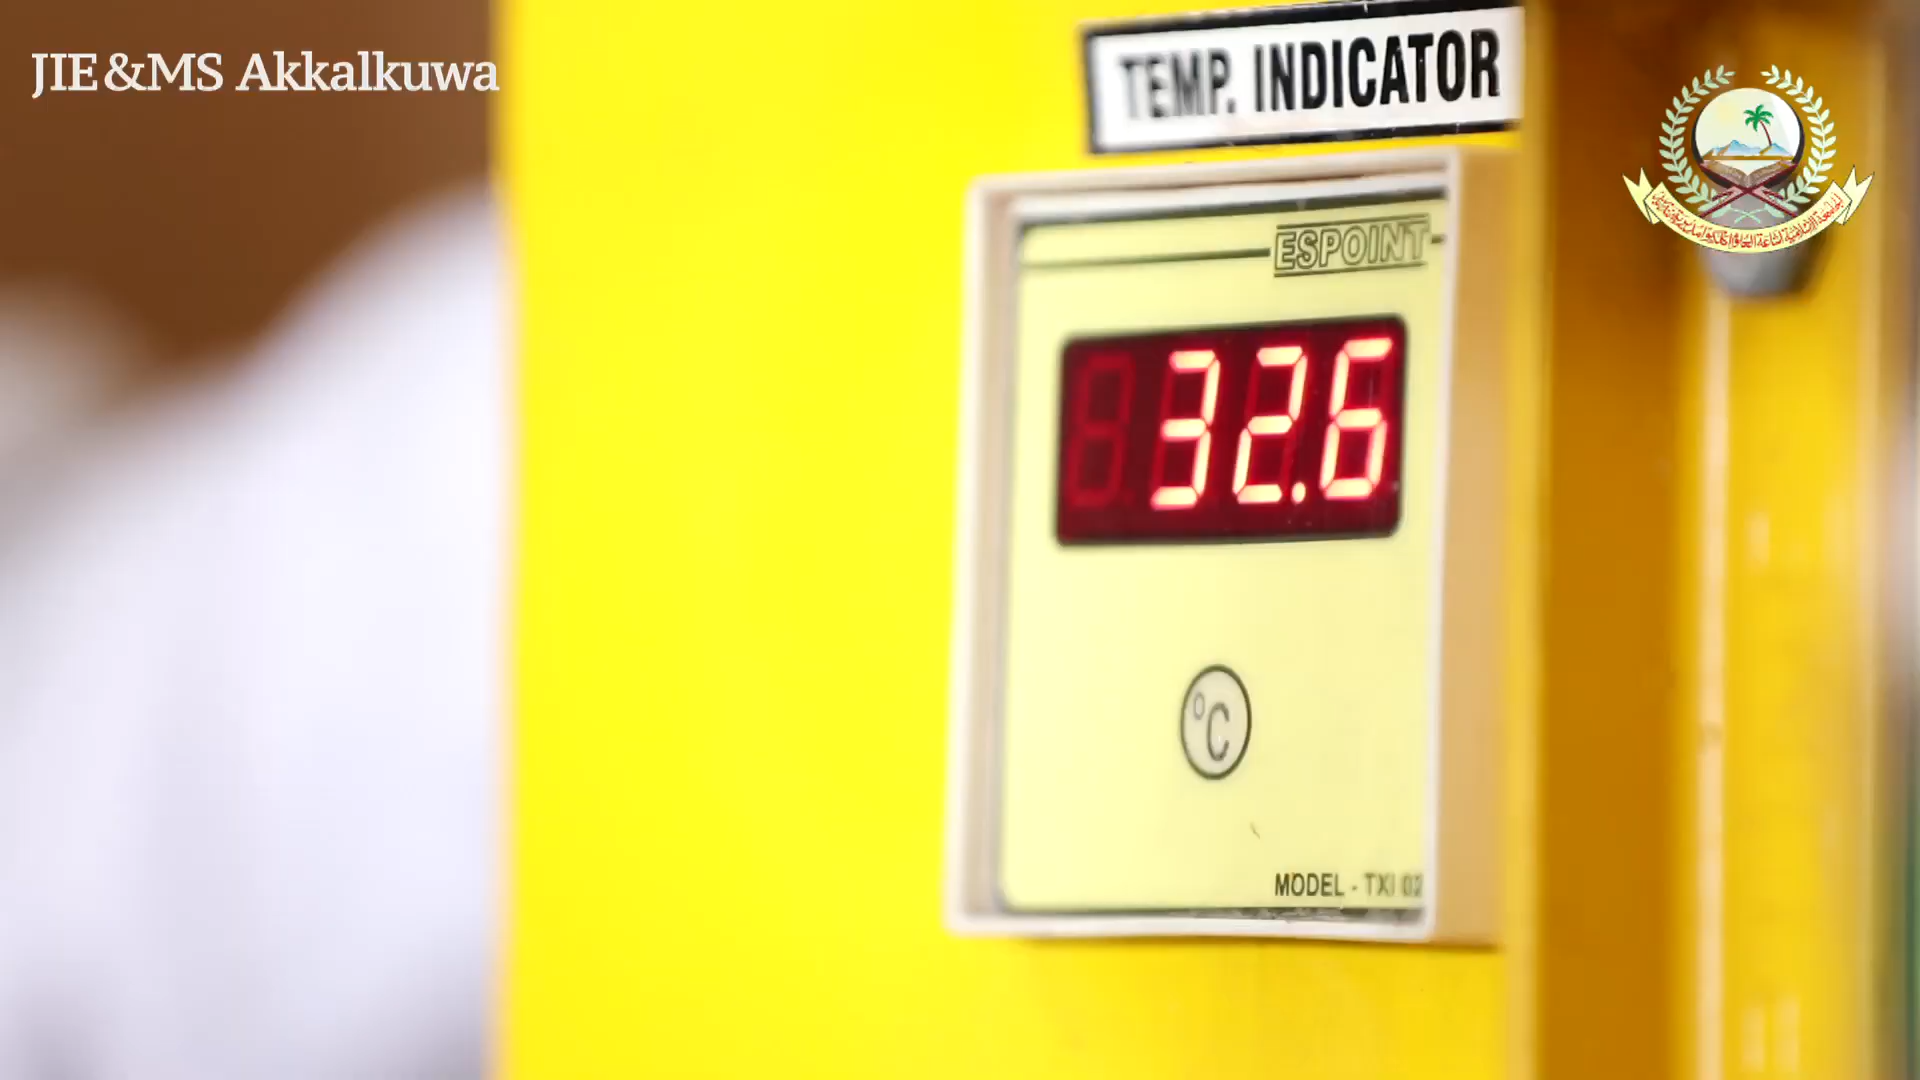 JIE&MS Akkalkuwa
TEMP. INDICATOR
ESPOINT
32.6
°C
MODEL - TXI 02